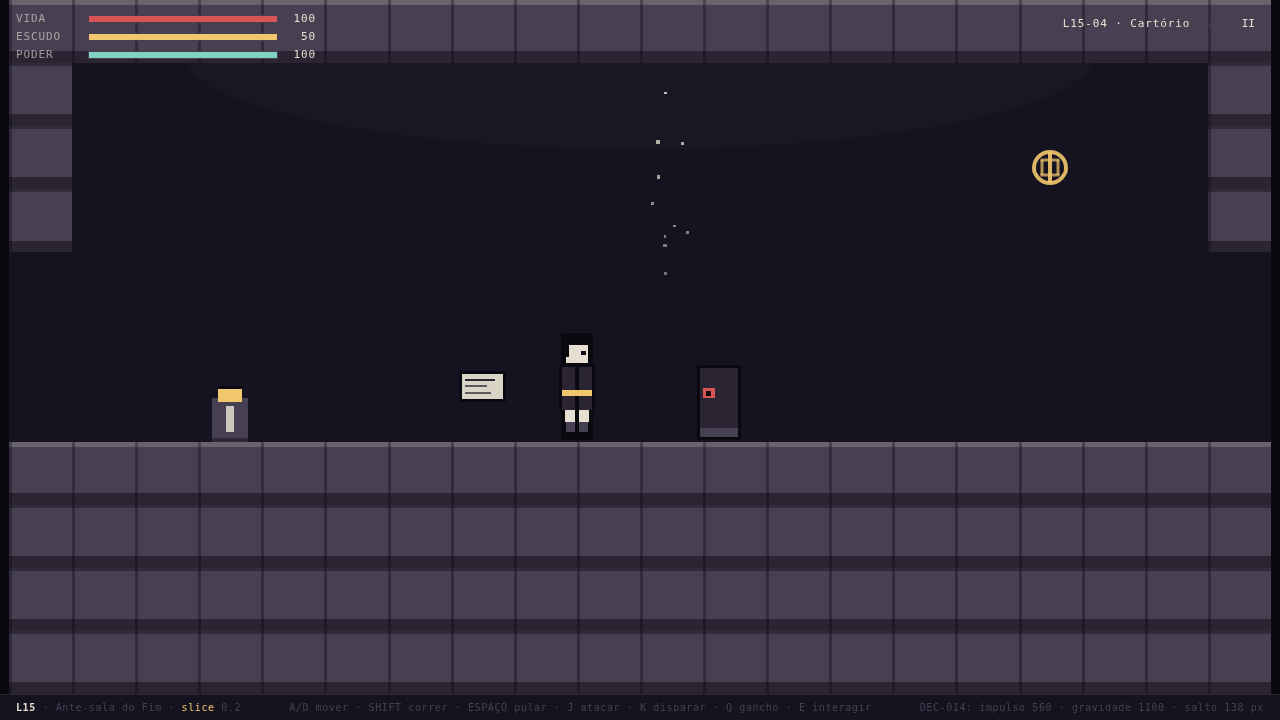 VIDA 100
ESCUDO 50
PODER 100
L15-04 · Cartório II
L15 · Ante-sala do Fim · slice 0.2
A/D mover · SHIFT correr · ESPAÇO pular · J atacar · K disparar · Q gancho · E interagir
DEC-014: impulso 560 · gravidade 1100 · salto 138 px